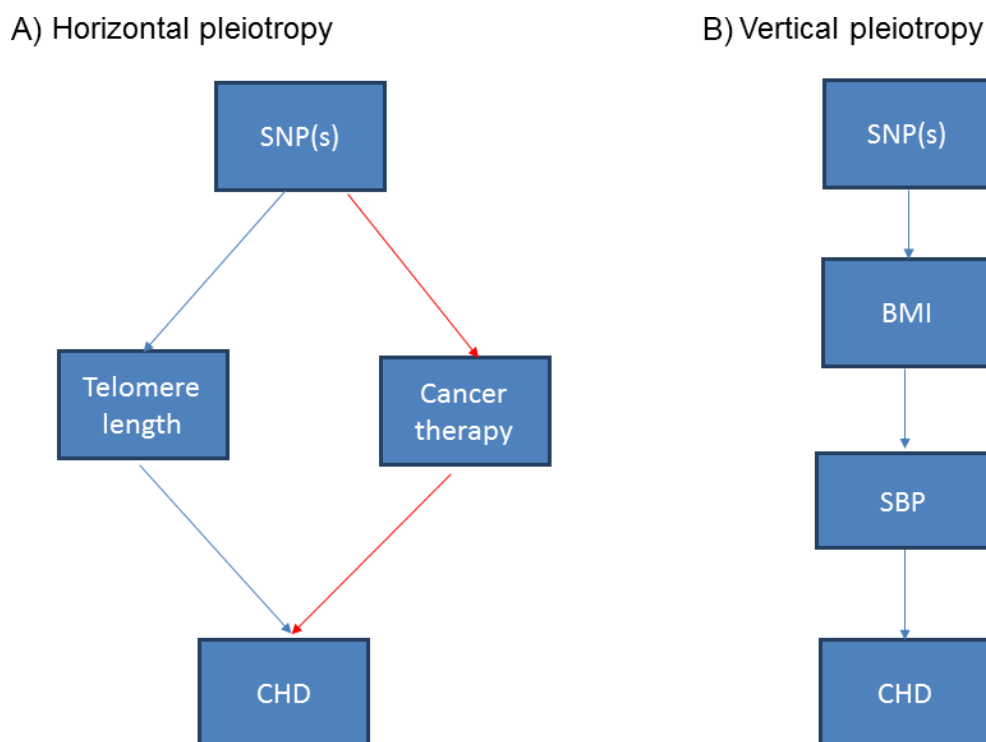 A) Horizontal pleiotropy
SNP(s)
Telomere
length
Cancer
therapy
CHD
B) Vertical pleiotropy
SNP(s)
BMI
SBP
CHD